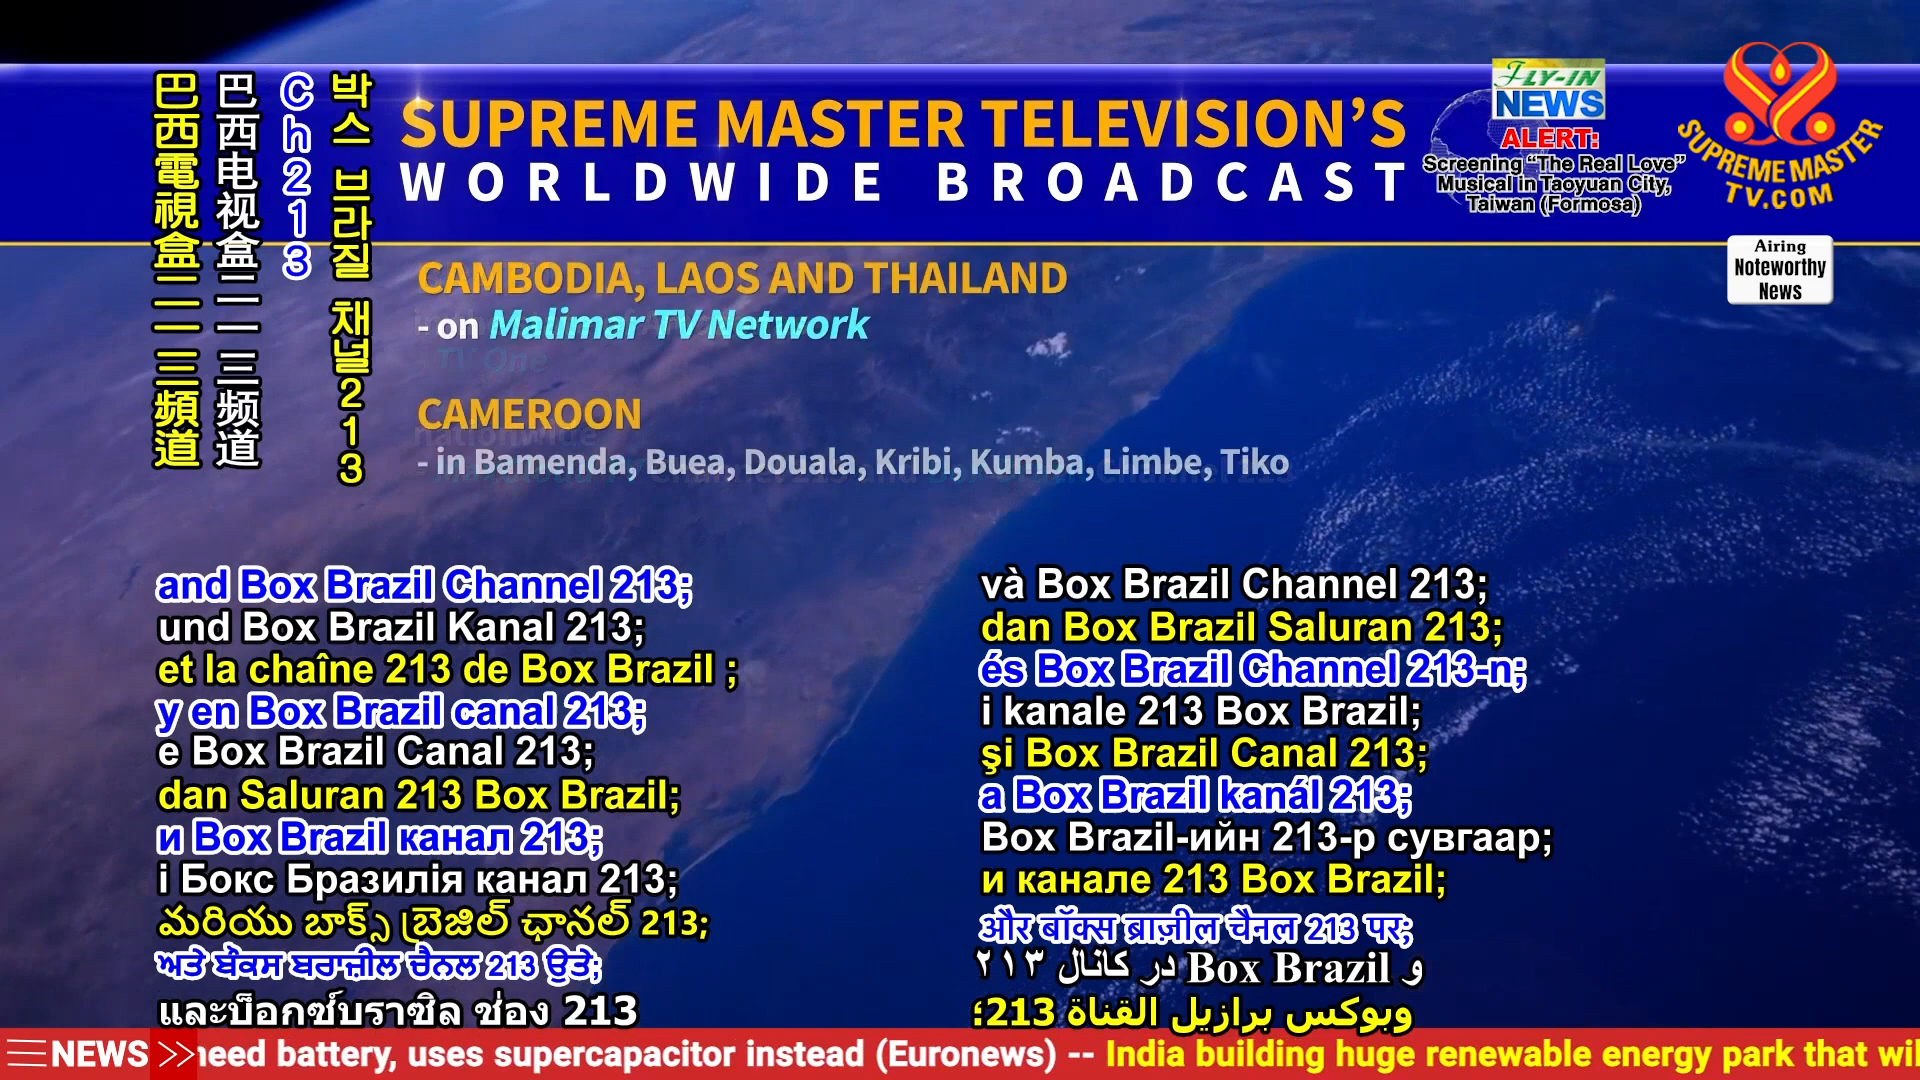 巴西電視盒二一三頻道
巴西电视盒二一三频道
Ch213
박스 브라질 채널213
SUPREME MASTER TELEVISION’S
WORLDWIDE BROADCAST
FLY-IN
NEWS
ALERT:
Screening “The Real Love”
Musical in Taoyuan City,
Taiwan (Formosa)
SUPREME MASTER
TV.COM
Airing
Noteworthy
News
CAMBODIA, LAOS AND THAILAND
- on Malimar TV Network
TV One
CAMEROON
nationwide
- in Bamenda, Buea, Douala, Kribi, Kumba, Limbe, Tiko
and Box Brazil Channel 213;
und Box Brazil Kanal 213;
et la chaîne 213 de Box Brazil ;
y en Box Brazil canal 213;
e Box Brazil Canal 213;
dan Saluran 213 Box Brazil;
и Box Brazil канал 213;
і Бокс Бразилія канал 213;
మరియు బాక్స్ బ్రెజిల్ ఛానల్ 213;
ਅਤੇ ਬੌਕਸ ਬਰਾਜ਼ੀਲ ਚੈਨਲ 213 ਉਤੇ;
และบ็อกซ์บราซิล ช่อง 213
và Box Brazil Channel 213;
dan Box Brazil Saluran 213;
és Box Brazil Channel 213-n;
i kanale 213 Box Brazil;
şi Box Brazil Canal 213;
a Box Brazil kanál 213;
Box Brazil-ийн 213-р сувгаар;
и канале 213 Box Brazil;
और बॉक्स ब्राज़ील चैनल 213 पर;
و Box Brazil در کانال ۲۱۳
وبوكس برازيل القناة 213؛
NEWS
need battery, uses supercapacitor instead (Euronews) -- India building huge renewable energy park that wil